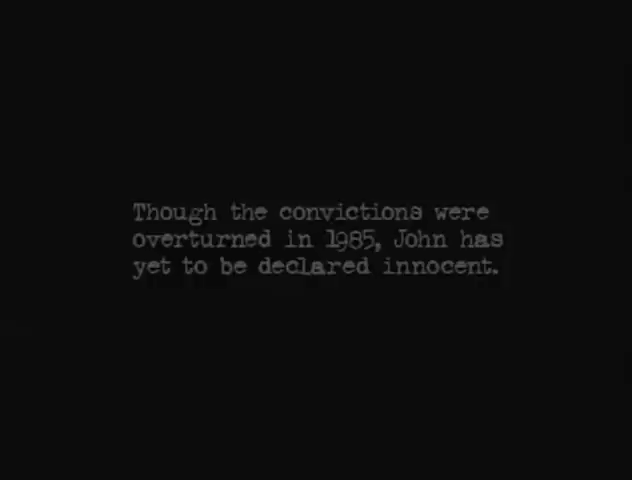 Though the convictions were
overturned in 1985, John has
yet to be declared innocent.